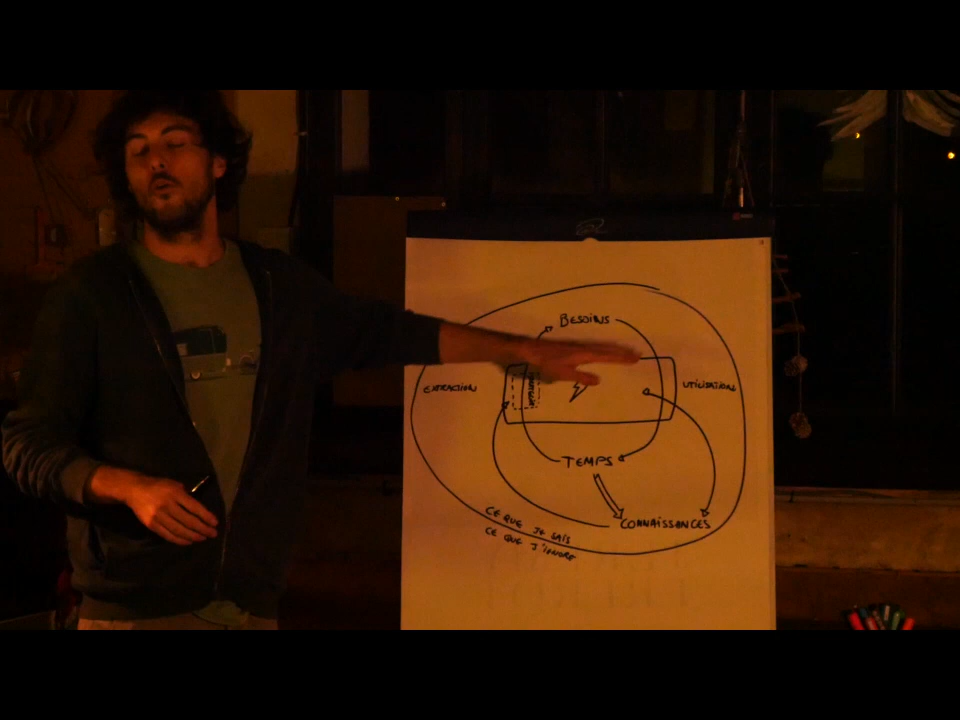 BESOINS
EXTRACTION
UTILISATION
TEMPS
CONNAISSANCES
CE QUE JE SAIS
CE QUE J'IGNORE